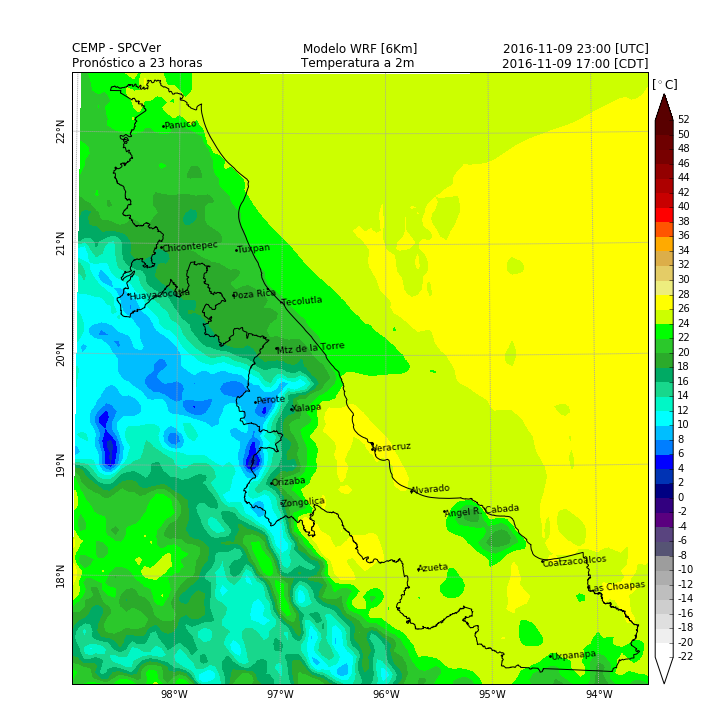 CEMP - SPCVer Modelo WRF [6Km] 2016-11-09 23:00 [UTC]
Pronóstico a 23 horas Temperatura a 2m 2016-11-09 17:00 [CDT]
[°C]
52
50
48
46
44
42
40
38
36
34
32
30
28
26
24
22
20
18
16
14
12
10
8
6
4
2
0
-2
-4
-6
-8
-10
-12
-14
-16
-18
-20
-22
22°N
21°N
20°N
19°N
18°N
Panuco
Chicontepec
Tuxpan
Huayacocotla
Poza Rica
Tecolutla
Mtz de la Torre
Perote
Xalapa
Veracruz
Orizaba
Alvarado
Zongolica
Angel R. Cabada
Azueta
Coatzacoalcos
Las Choapas
Uxpanapa
98°W 97°W 96°W 95°W 94°W